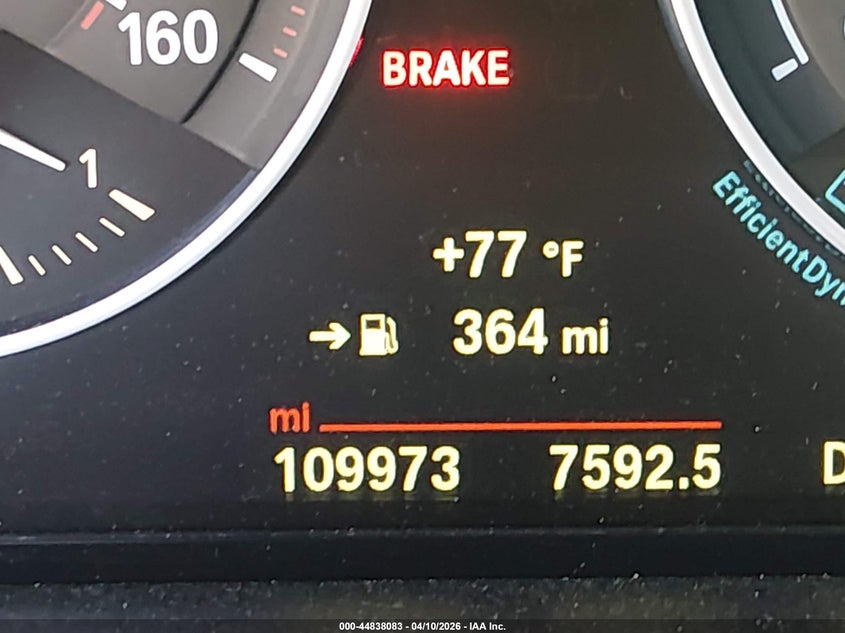 160
BRAKE
1
EfficientDyn
+77 °F
→ 364 mi
mi
109973 7592.5 D
000-44838083 - 04/10/2026 - IAA Inc.